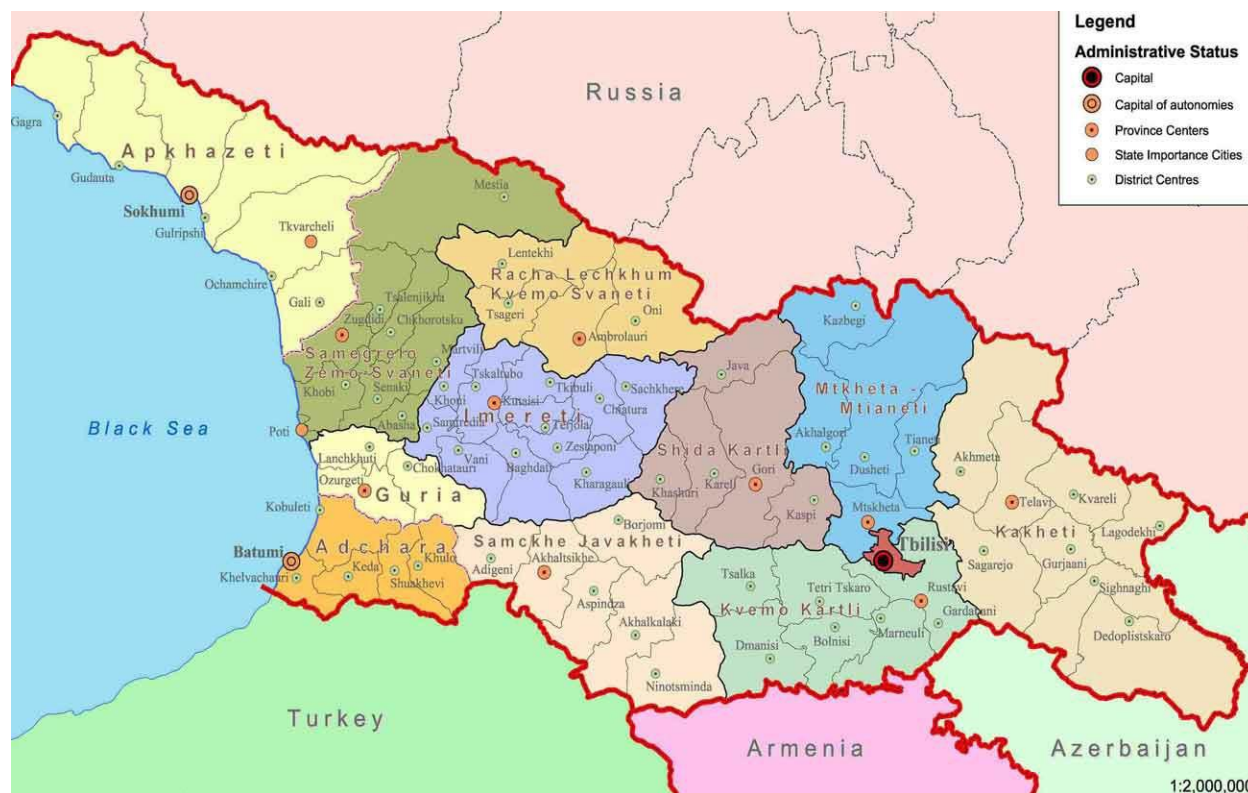 Legend
Administrative Status
Capital
Capital of autonomies
Province Centers
State Importance Cities
District Centres
Russia
Gagra
Apkhazeti
Gudauta
Mestia
Sokhumi
Gulripshi
Tkvarcheli
Lentekhi
Racha Lechkhum
Kvemo Svaneti
Ochamchire
Gali
Tsalenjikha
Tsageri
Oni
Kazbegi
Zugdidi
Chkhorotsku
Ambrolauri
Samegrelo
Zemo Svaneti
Martvili
Java
Khobi
Senaki
Khoni
Tskaltubo
Tkibuli
Sachkhere
Mtkheta -
Mtianeti
Kutaisi
Chiatura
Imereti
Black Sea
Poti
Abasha
Samtredia
Terjola
Zestaponi
Akhalgori
Tianeti
Lanchkhuti
Chokhatauri
Vani
Baghdati
Shida Kartli
Dusheti
Akhmeta
Ozurgeti
Guria
Kharagauli
Khashuri
Kareli
Gori
Kaspi
Telavi
Kvareli
Kobuleti
Borjomi
Mtskheta
Kakheti
Lagodekhi
Batumi
Adchara
Samckhe Javakheti
Tbilisi
Khulo
Akhaltsikhe
Adigeni
Sagarejo
Gurjaani
Khelvachauri
Keda
Shuakhevi
Tsalka
Tetri Tskaro
Rustavi
Sighnaghi
Aspindza
Kvemo Kartli
Gardabani
Akhalkalaki
Bolnisi
Marneuli
Dedoplistskaro
Dmanisi
Ninotsminda
Turkey
Armenia
Azerbaijan
1:2,000,000